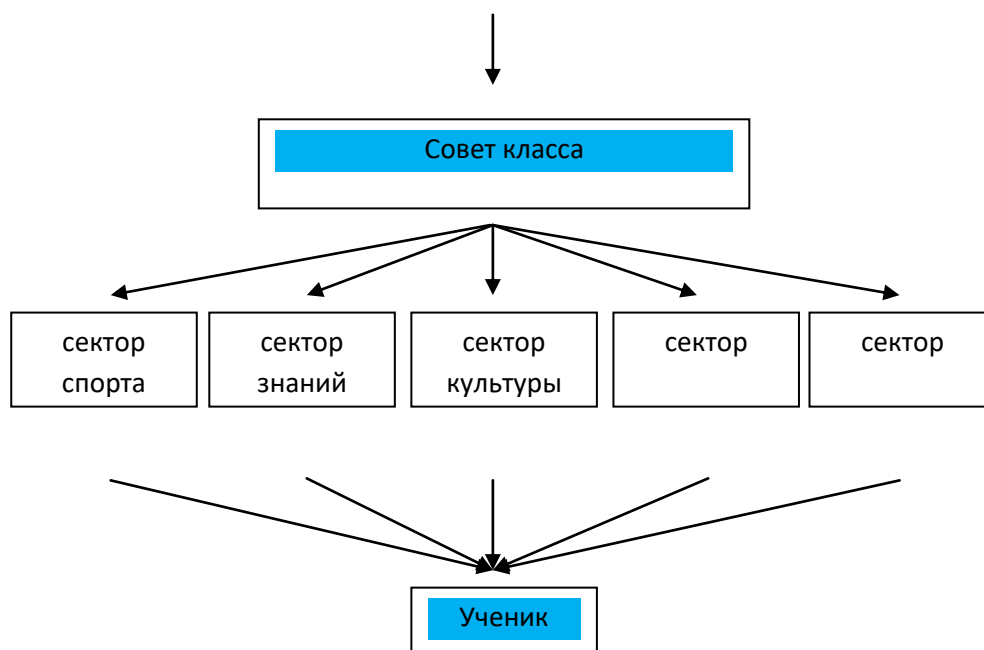 Совет класса
сектор
спорта
сектор
знаний
сектор
культуры
сектор
сектор
Ученик